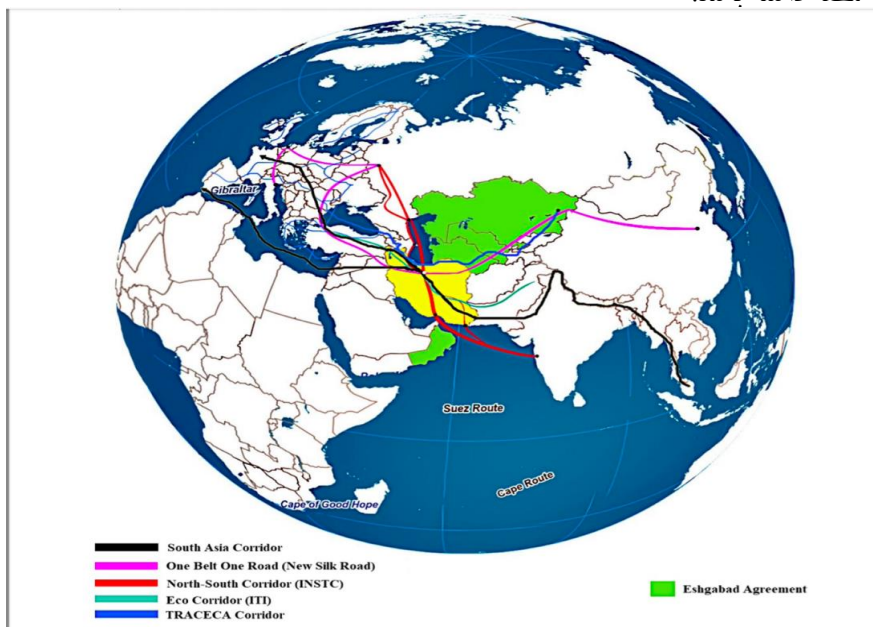 Gibraltar
Suez Route
Cape Route
Cape of Good Hope
South Asia Corridor
One Belt One Road (New Silk Road)
North-South Corridor (INSTC)
Eco Corridor (ITI)
TRACECA Corridor
Eshgabad Agreement